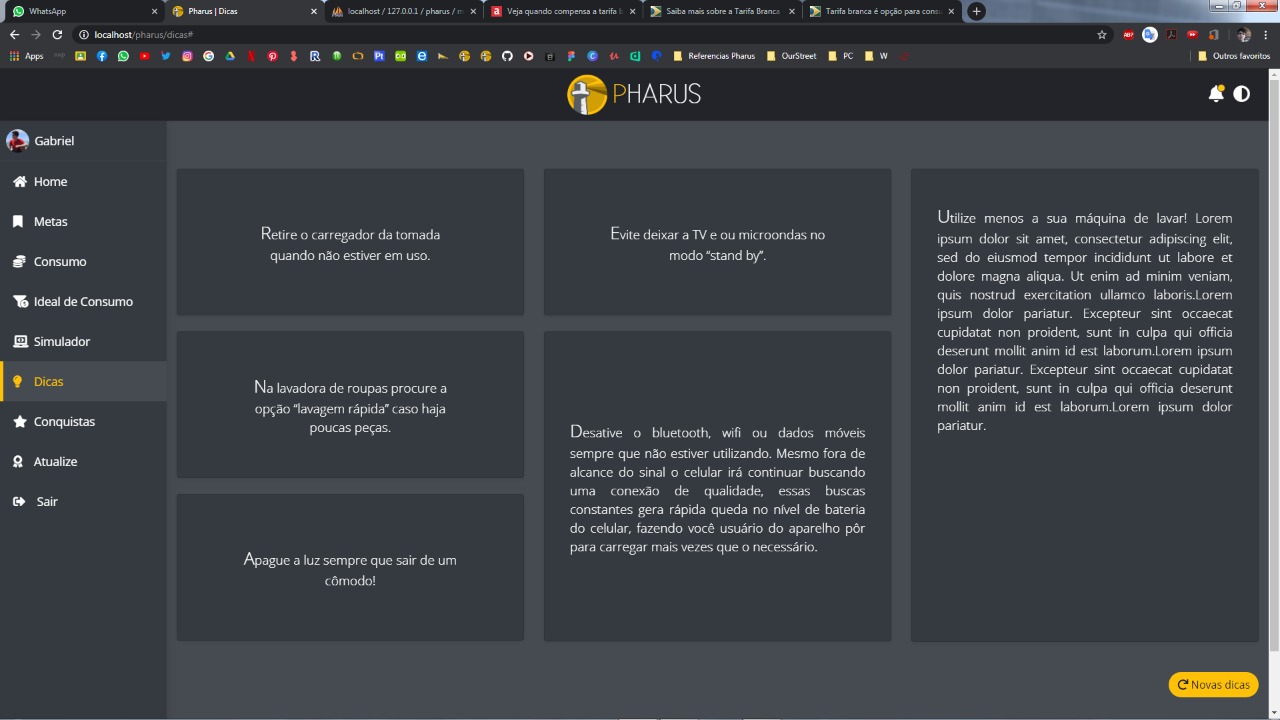 WhatsApp
Pharus | Dicas
localhost / 127.0.0.1 / pharus / m
Veja quando compensa a tarifa b
Saiba mais sobre a Tarifa Branca
Tarifa branca é opção para cons
localhost/pharus/dicas#
Apps
Referencias Pharus
OurStreet
PC
W
Outros favoritos
PHARUS
Gabriel
Home
Metas
Consumo
Ideal de Consumo
Simulador
Dicas
Conquistas
Atualize
Sair
Retire o carregador da tomada
quando não estiver em uso.
Na lavadora de roupas procure a
opção “lavagem rápida” caso haja
poucas peças.
Apague a luz sempre que sair de um
cômodo!
Evite deixar a TV e ou microondas no
modo “stand by”.
Desative o bluetooth, wifi ou dados móveis
sempre que não estiver utilizando. Mesmo fora de
alcance do sinal o celular irá continuar buscando
uma conexão de qualidade, essas buscas
constantes gera rápida queda no nível de bateria
do celular, fazendo você usuário do aparelho pôr
para carregar mais vezes que o necessário.
Utilize menos a sua máquina de lavar! Lorem
ipsum dolor sit amet, consectetur adipiscing elit,
sed do eiusmod tempor incididunt ut labore et
dolore magna aliqua. Ut enim ad minim veniam,
quis nostrud exercitation ullamco laboris.Lorem
ipsum dolor pariatur. Excepteur sint occaecat
cupidatat non proident, sunt in culpa qui officia
deserunt mollit anim id est laborum.Lorem ipsum
dolor pariatur. Excepteur sint occaecat cupidatat
non proident, sunt in culpa qui officia deserunt
mollit anim id est laborum.Lorem ipsum dolor
pariatur.
Novas dicas